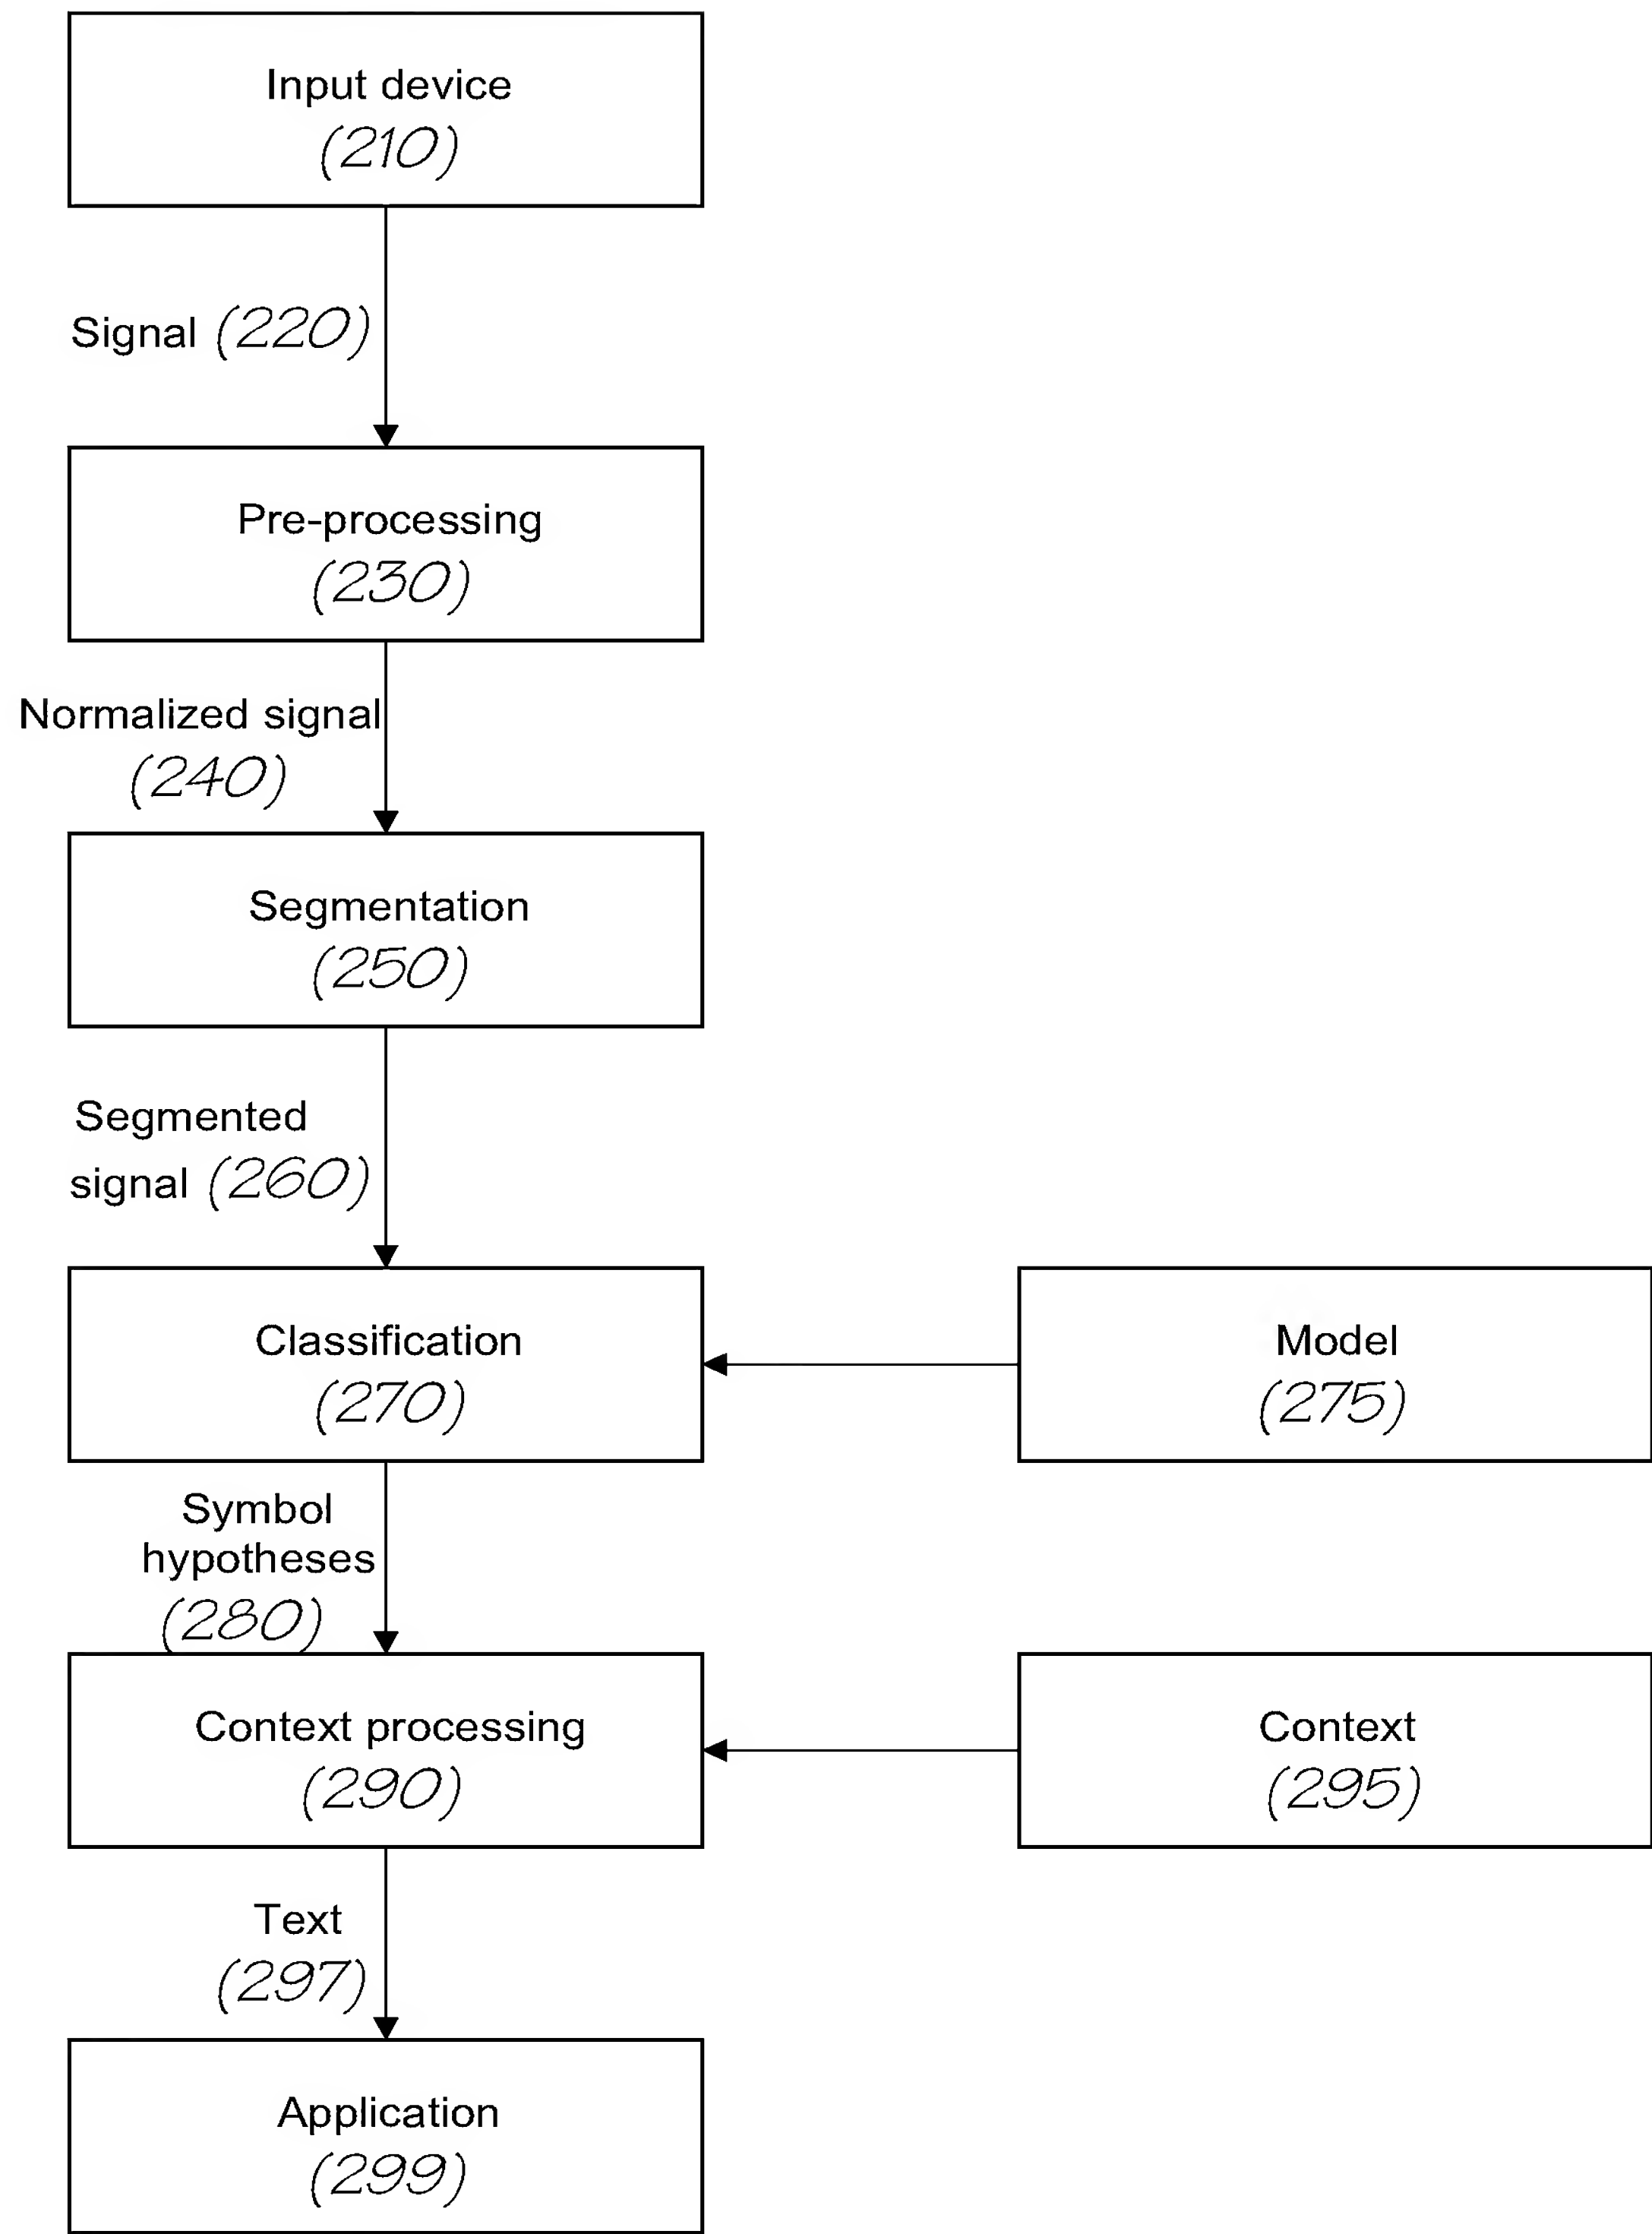 Input device
(210)
Signal (220)
Pre-processing
(230)
Normalized signal
(240)
Segmentation
(250)
Segmented
signal (260)
Classification
(270)
Model
(275)
Symbol
hypotheses
(280)
Context processing
(290)
Context
(295)
Text
(297)
Application
(299)